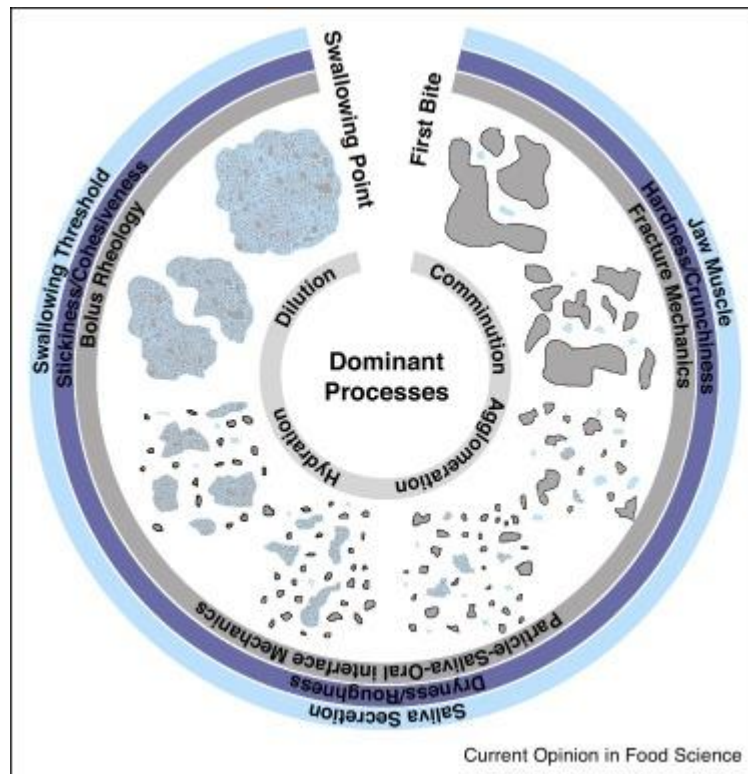 Swallowing Point
First Bite
Jaw Muscle
Hardness/Crunchiness
Fracture Mechanics
Swallowing Threshold
Stickiness/Cohesiveness
Bolus Rheology
Dilution
Comminution
Dominant
Processes
Hydration
Agglomeration
Particle-Saliva-Oral interface Mechanics
Dryness/Roughness
Saliva Secretion
Current Opinion in Food Science